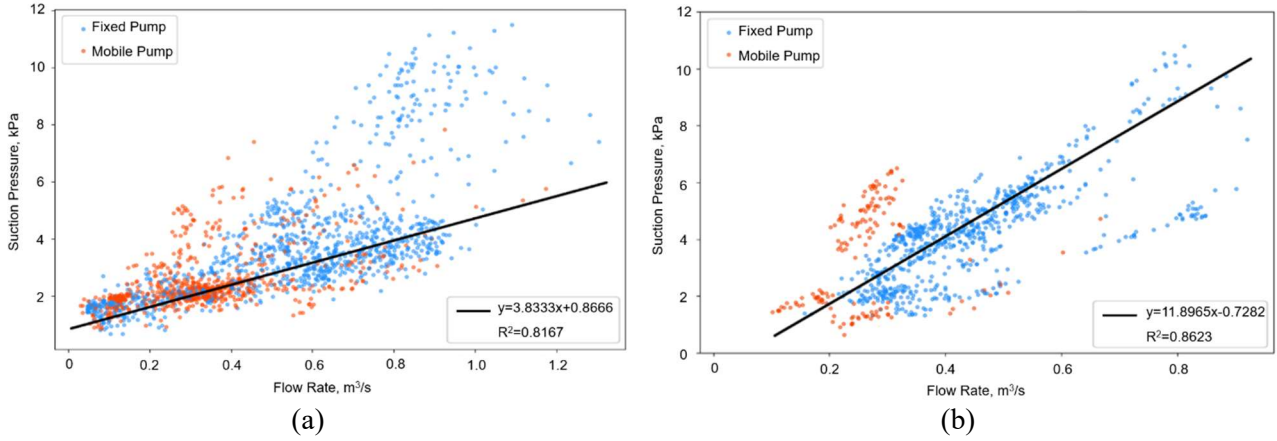 12
10
8
6
4
2
Suction Pressure, kPa
Fixed Pump
Mobile Pump
y=3.8333x+0.8666
R²=0.8167
0
0.2
0.4
0.6
0.8
1.0
1.2
Flow Rate, m³/s
(a)
12
10
8
6
4
2
0
Suction Pressure, kPa
Fixed Pump
Mobile Pump
y=11.8965x-0.7282
R²=0.8623
0
0.2
0.4
0.6
0.8
Flow Rate, m³/s
(b)